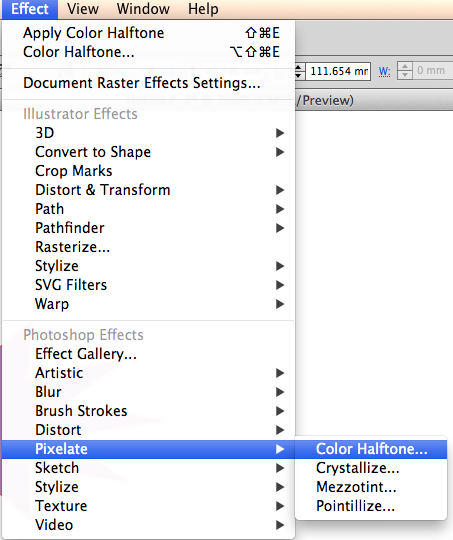 Effect View Window Help
Apply Color Halftone ⇧⌘E
Color Halftone... ⌥⇧⌘E
Document Raster Effects Settings...
111.654 mm W: 0 mm
/Preview)
Illustrator Effects
3D
Convert to Shape
Crop Marks
Distort & Transform
Path
Pathfinder
Rasterize...
Stylize
SVG Filters
Warp
Photoshop Effects
Effect Gallery...
Artistic
Blur
Brush Strokes
Distort
Pixelate
Sketch
Stylize
Texture
Video
Color Halftone...
Crystallize...
Mezzotint...
Pointillize...